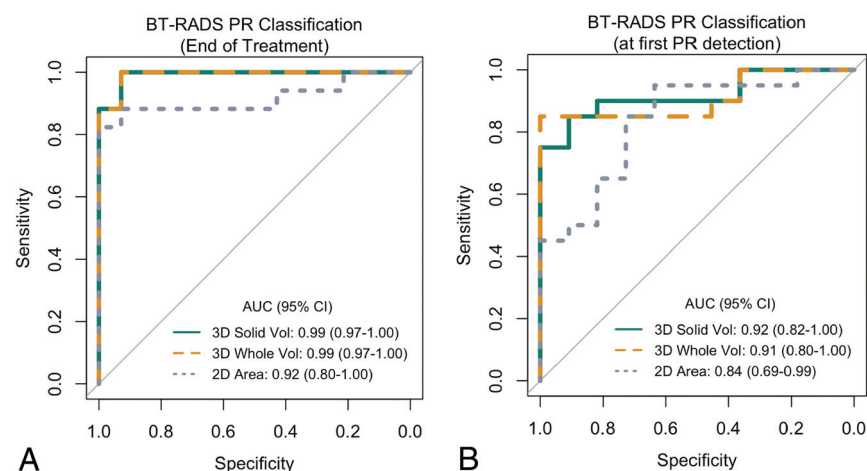 BT-RADS PR Classification
(End of Treatment)
1.0
0.8
0.6
0.4
0.2
0.0
Sensitivity
AUC (95% CI)
3D Solid Vol: 0.99 (0.97-1.00)
3D Whole Vol: 0.99 (0.97-1.00)
2D Area: 0.92 (0.80-1.00)
1.0 0.8 0.6 0.4 0.2 0.0
Specificity
A
BT-RADS PR Classification
(at first PR detection)
1.0
0.8
0.6
0.4
0.2
0.0
Sensitivity
AUC (95% CI)
3D Solid Vol: 0.92 (0.82-1.00)
3D Whole Vol: 0.91 (0.80-1.00)
2D Area: 0.84 (0.69-0.99)
1.0 0.8 0.6 0.4 0.2 0.0
Specificity
B